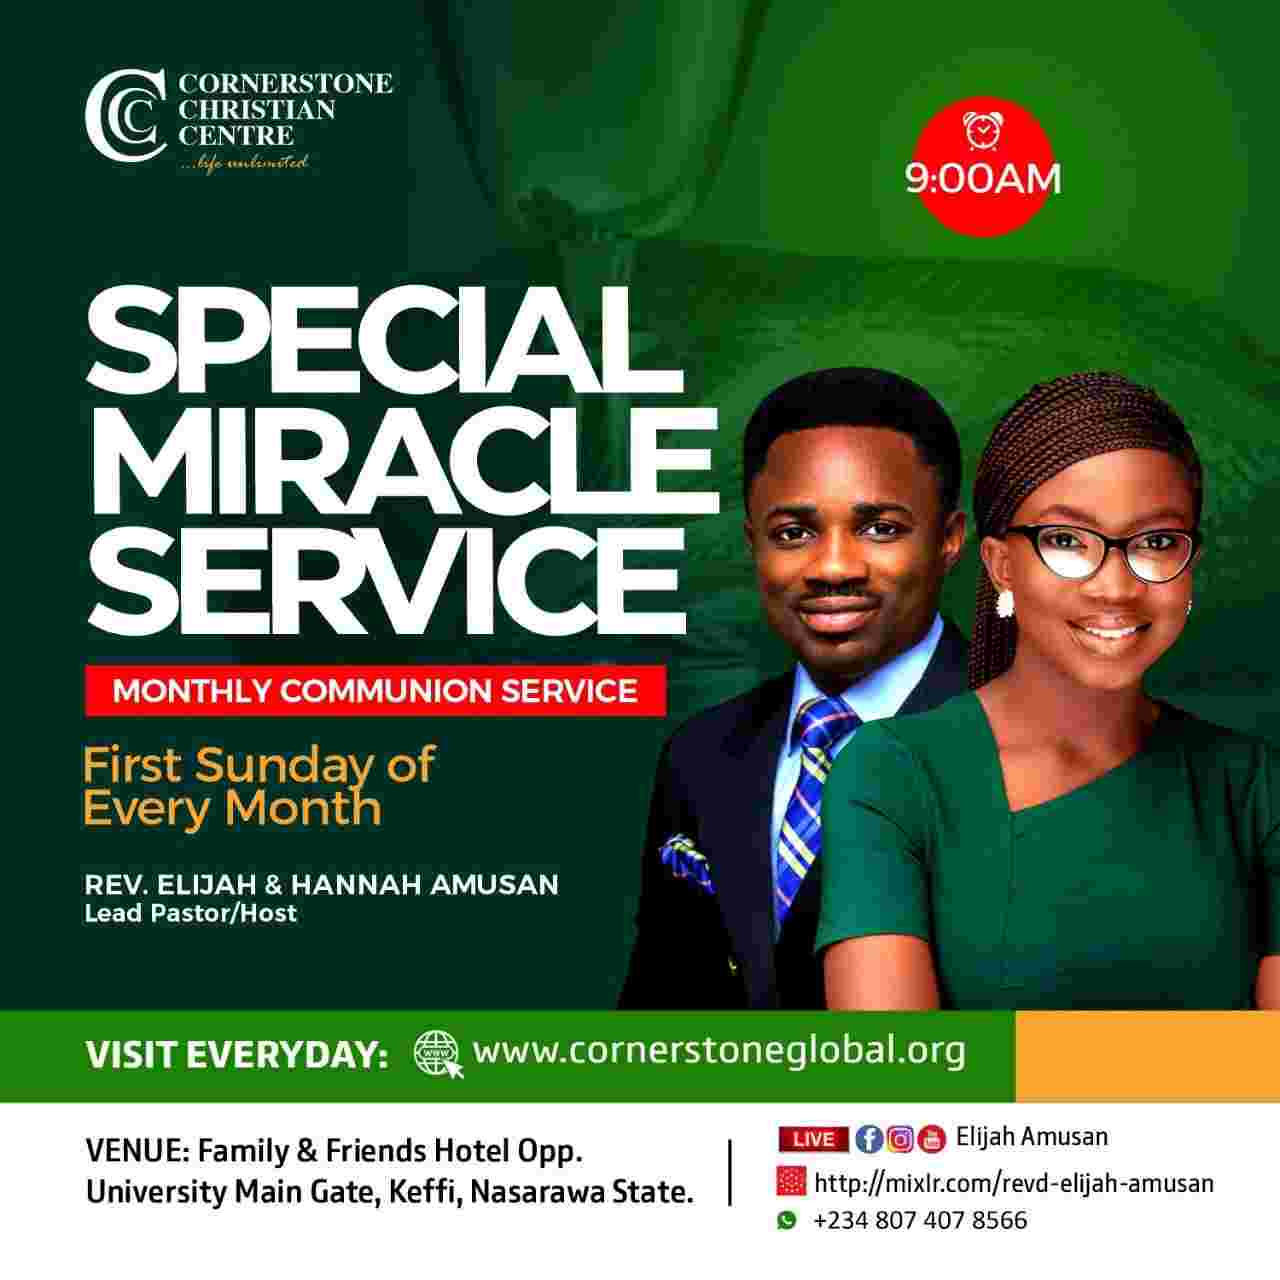 CCC
CORNERSTONE
CHRISTIAN
CENTRE
...life unlimited
9:00AM
SPECIAL
MIRACLE
SERVICE
MONTHLY COMMUNION SERVICE
First Sunday of
Every Month
REV. ELIJAH & HANNAH AMUSAN
Lead Pastor/Host
VISIT EVERYDAY: www www.cornerstoneglobal.org
VENUE: Family & Friends Hotel Opp.
University Main Gate, Keffi, Nasarawa State.
LIVE Elijah Amusan
http://mixlr.com/revd-elijah-amusan
+234 807 407 8566